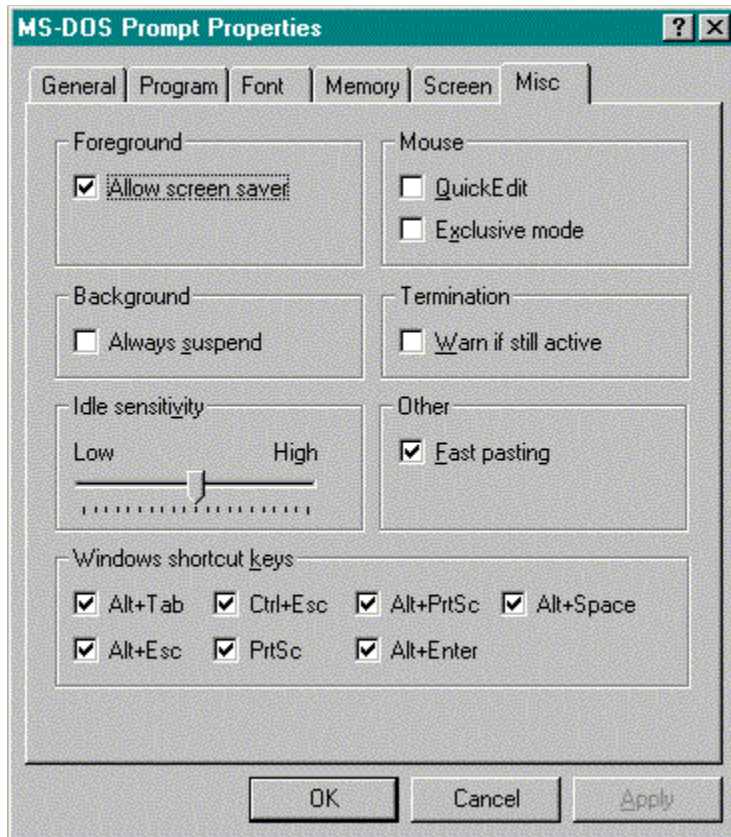 MS-DOS Prompt Properties
General Program Font Memory Screen Misc
Foreground
Allow screen saver
Mouse
QuickEdit
Exclusive mode
Background
Always suspend
Termination
Warn if still active
Idle sensitivity
Low High
Other
Fast pasting
Windows shortcut keys
Alt+Tab Ctrl+Esc Alt+PrtSc Alt+Space
Alt+Esc PrtSc Alt+Enter
OK Cancel Apply